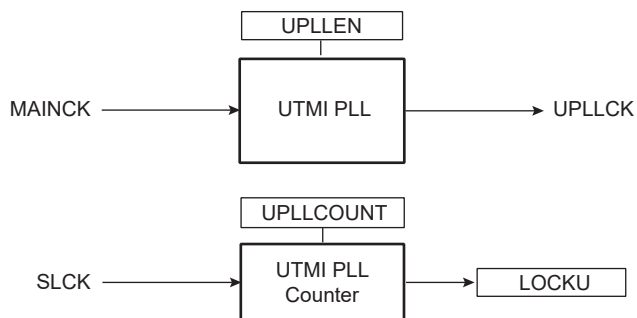 UPLLEN
MAINCK
UTMI PLL
UPLLCK
UPLLCOUNT
SLCK
UTMI PLL
Counter
LOCKU